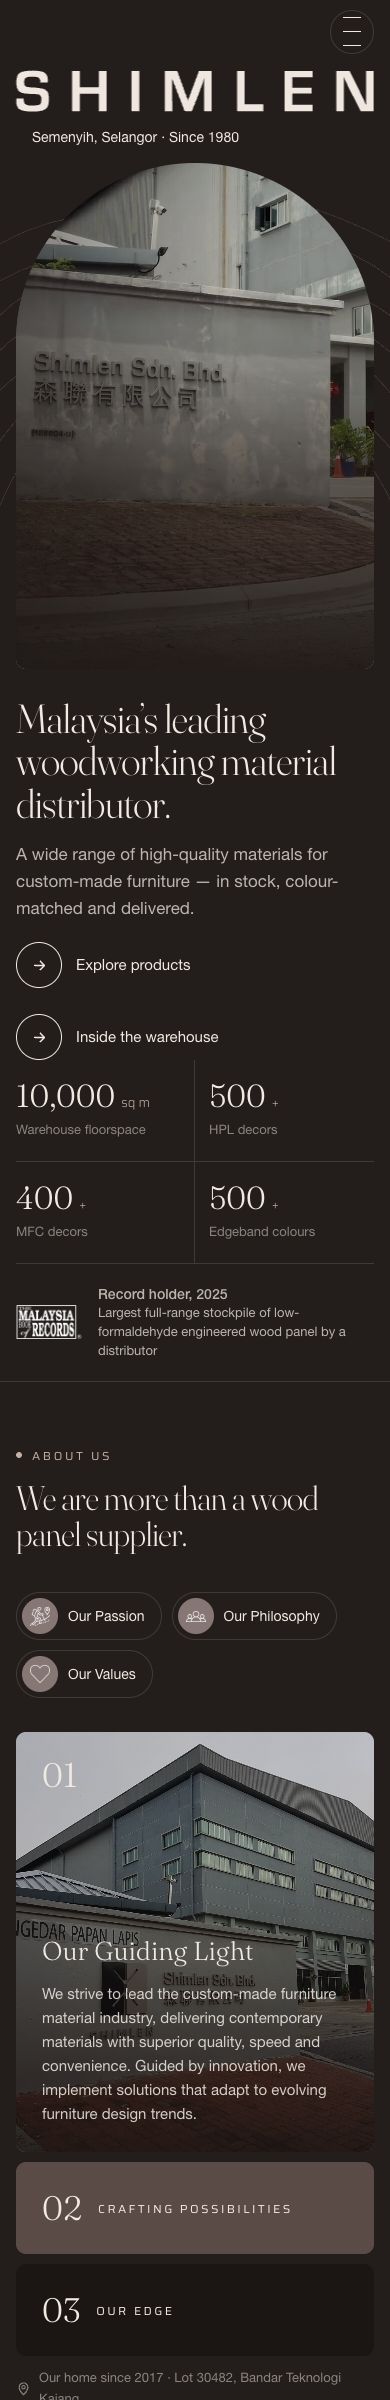 SHIMLEN
Semenyih, Selangor · Since 1980
Shimlen Sdn. Bhd.
森聯有限公司
Malaysia’s leading
woodworking material
distributor.
A wide range of high-quality materials for
custom-made furniture — in stock, colour-
matched and delivered.
Explore products
Inside the warehouse
10,000 sq m
Warehouse floorspace
500 +
HPL decors
400 +
MFC decors
500 +
Edgeband colours
MALAYSIA
BOOK OF
RECORDS
Record holder, 2025
Largest full-range stockpile of low-
formaldehyde engineered wood panel by a
distributor
ABOUT US
We are more than a wood
panel supplier.
Our Passion
Our Philosophy
Our Values
01
NGEDAR PAPAN LAPIS
Our Guiding Light
Shimlen Sdn. Bhd.
We strive to lead the custom-made furniture
material industry, delivering contemporary
materials with superior quality, speed and
convenience. Guided by innovation, we
implement solutions that adapt to evolving
furniture design trends.
02 CRAFTING POSSIBILITIES
03 OUR EDGE
Our home since 2017 · Lot 30482, Bandar Teknologi
Kajang